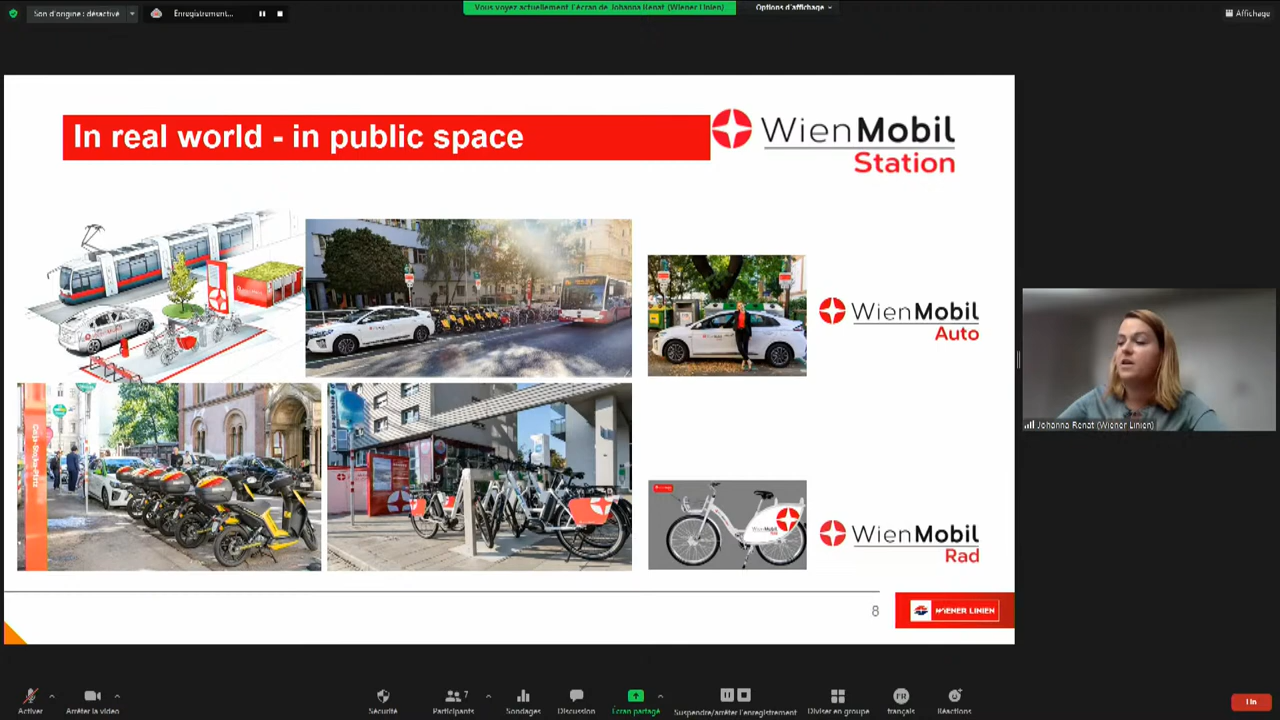 Son d'origine : désactivé
Enregistrement...
Vous voyez actuellement l'écran de Johanna Renat (Wiener Linien)
Options d'affichage
Affichage
In real world - in public space
WienMobil
Station
WienMobil
Auto
WienMobil
Rad
8
WIENER LINIEN
Johanna Renat (Wiener Linien)
Activer
Arrêter la vidéo
Sécurité
7
Participants
Sondages
Discussion
Écran partagé
Suspendre/arrêter l'enregistrement
Diviser en groupe
FR
français
Réactions